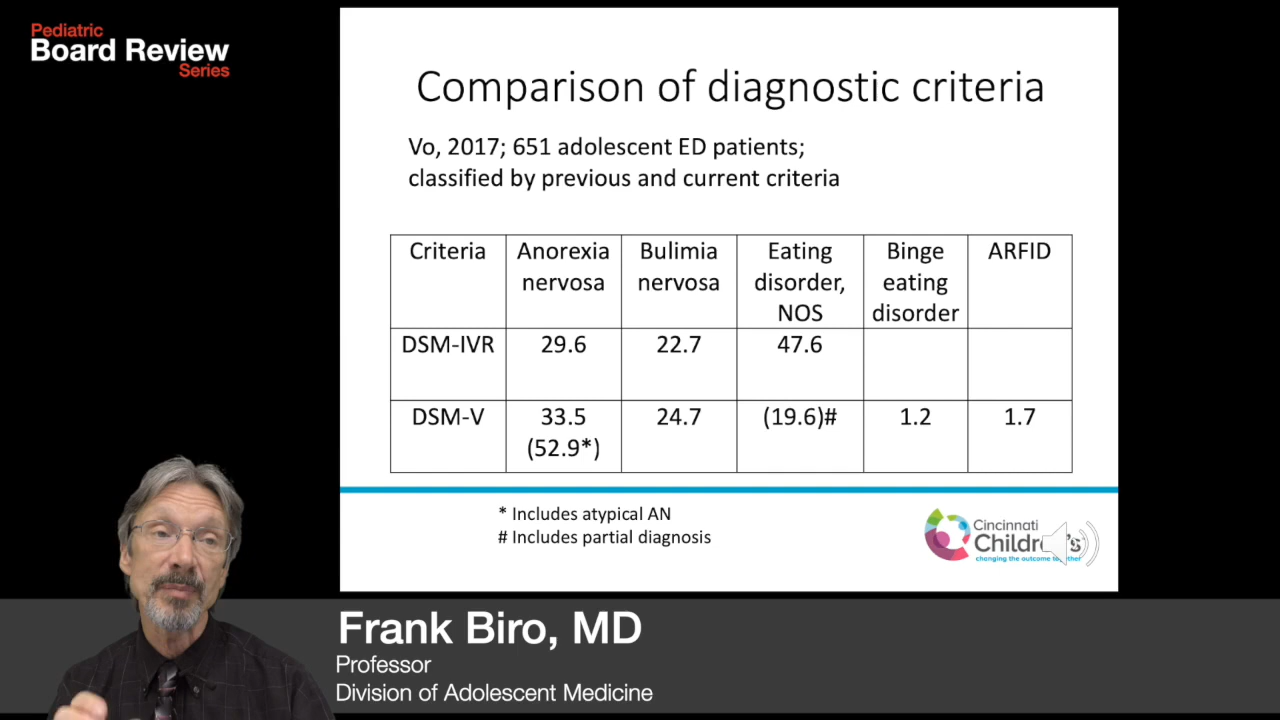 Pediatric
Board Review
Series
Comparison of diagnostic criteria
Vo, 2017; 651 adolescent ED patients;
classified by previous and current criteria
Criteria
Anorexia
nervosa
Bulimia
nervosa
Eating
disorder,
NOS
Binge
eating
disorder
ARFID
DSM-IVR
29.6
22.7
47.6
DSM-V
33.5
(52.9*)
24.7
(19.6)#
1.2
1.7
* Includes atypical AN
# Includes partial diagnosis
Cincinnati
Children's
changing the outcome together
Frank Biro, MD
Professor
Division of Adolescent Medicine